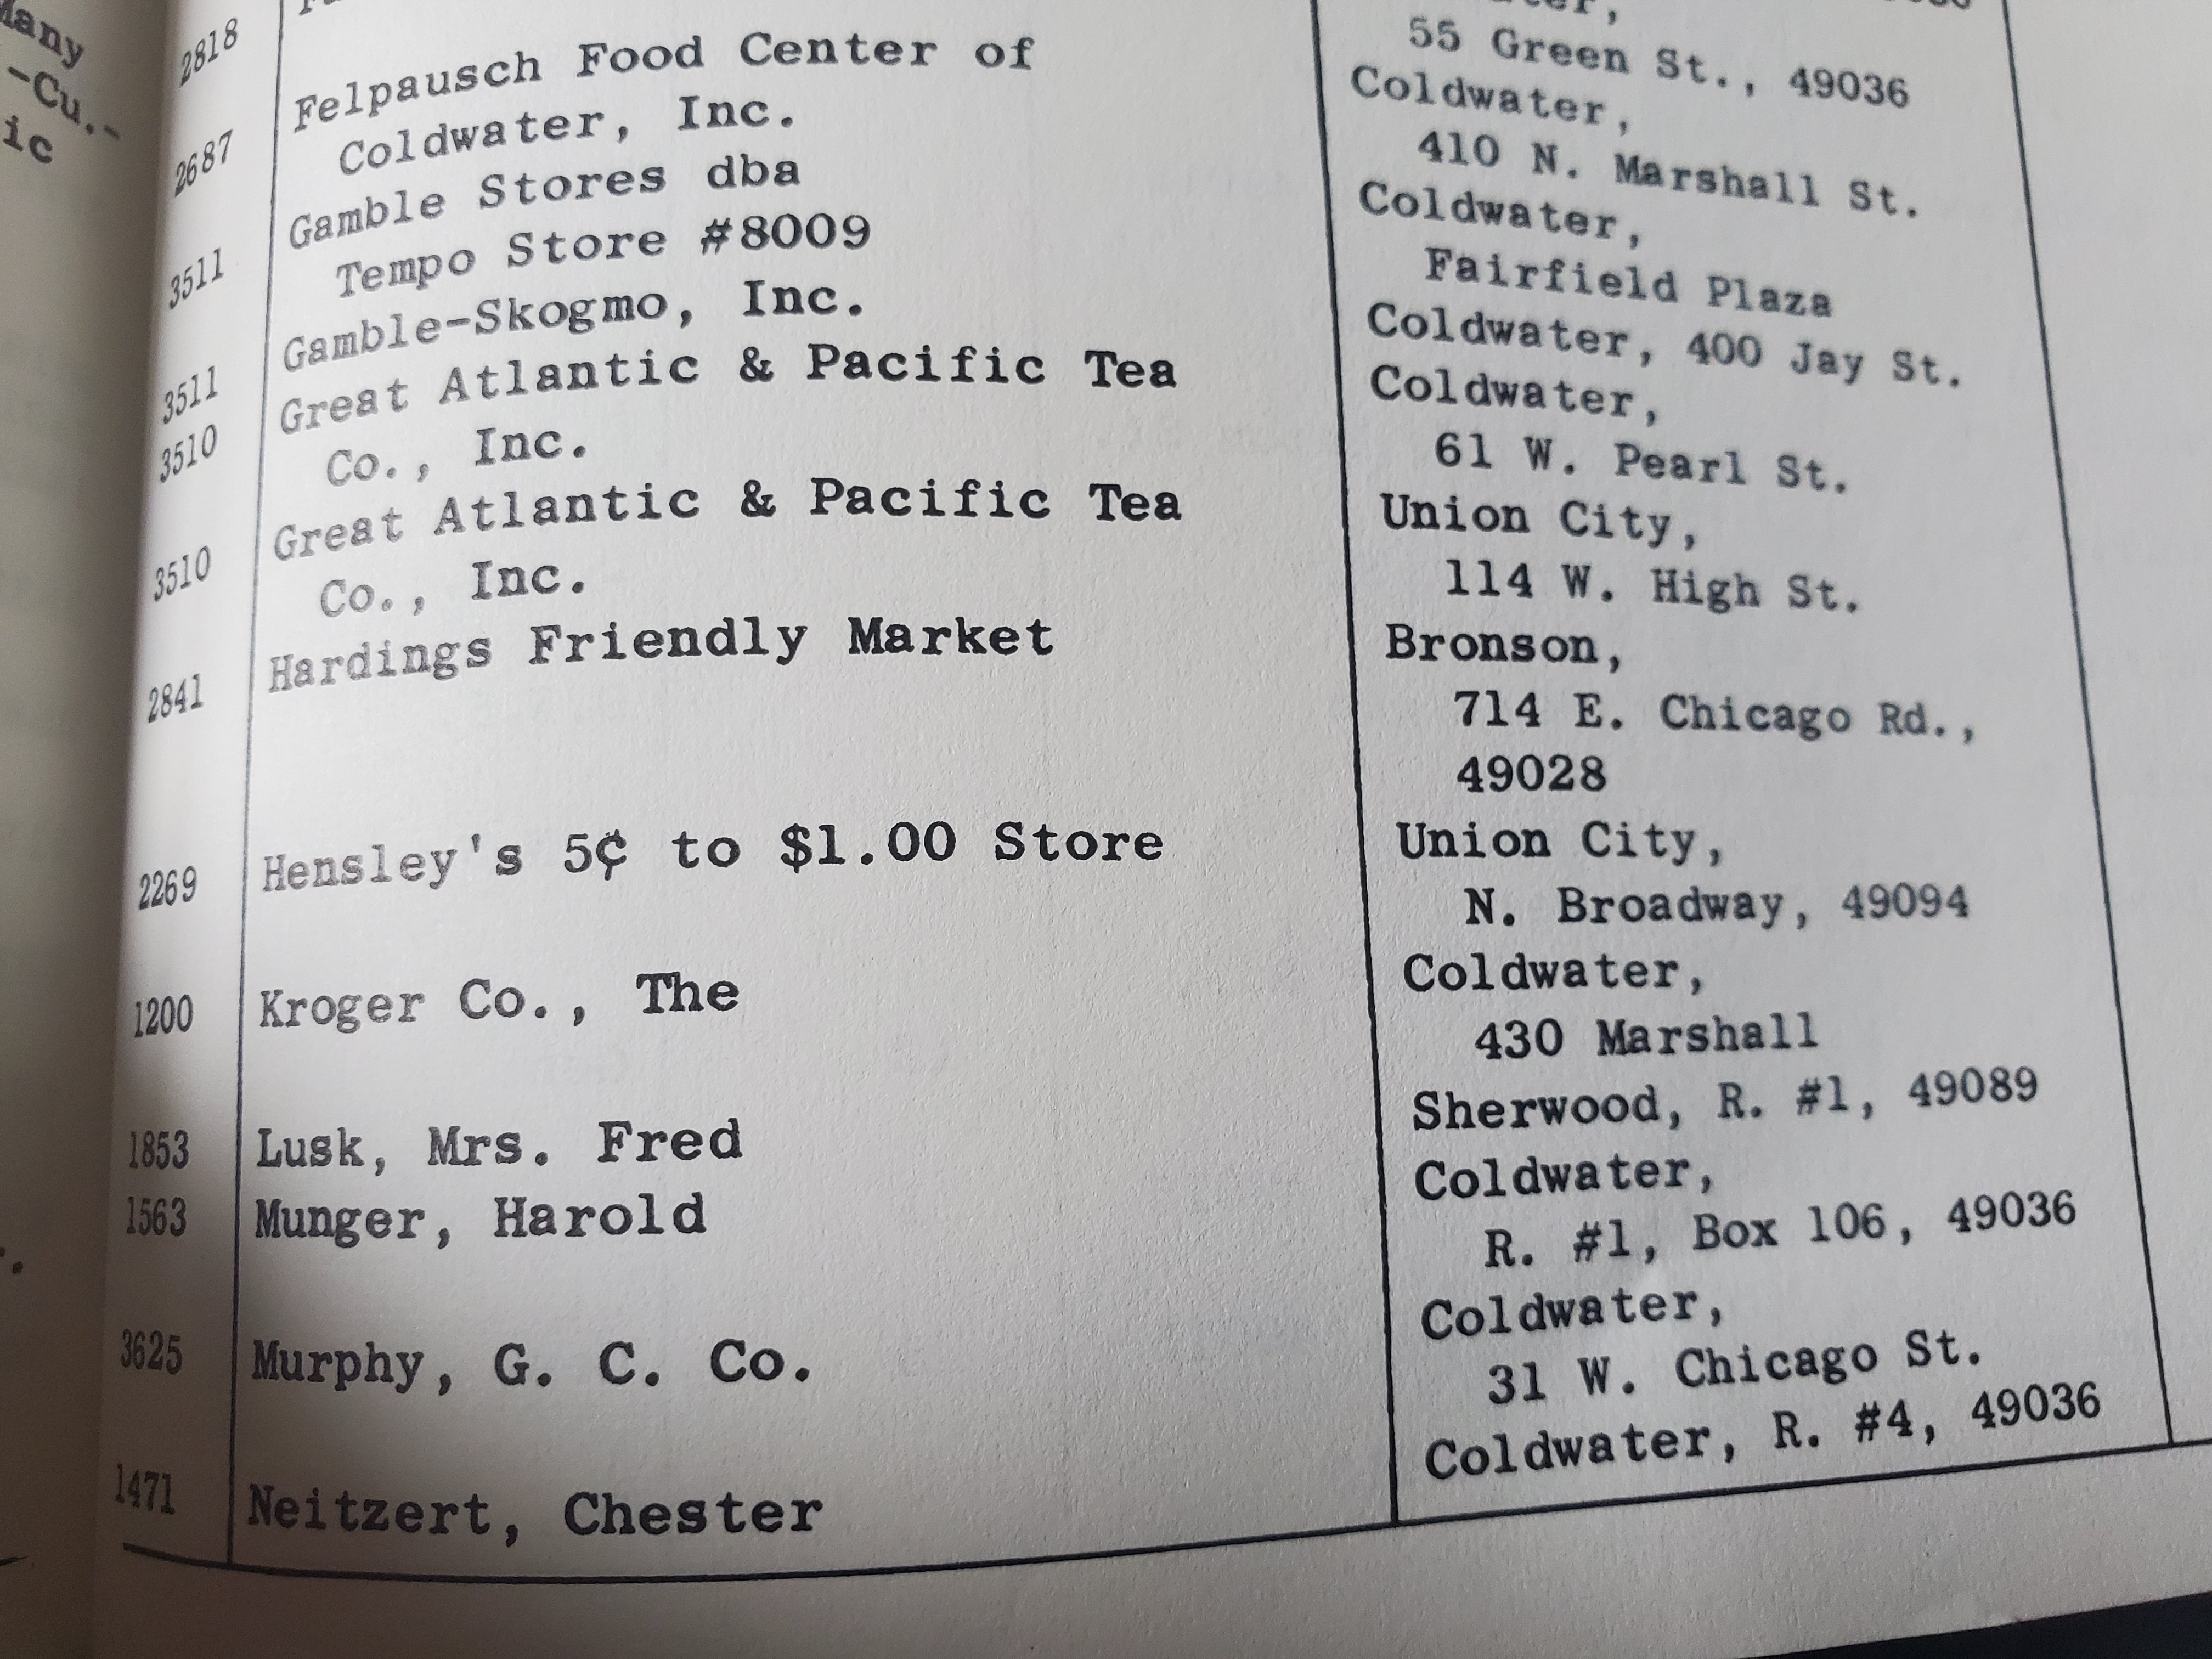 Many
-Cu.-
ic
2818
55 Green St., 49036
2687 Felpausch Food Center of Coldwater,
Coldwater, Inc. 410 N. Marshall St.
3511 Gamble Stores dba Coldwater,
Tempo Store #8009 Fairfield Plaza
3511 Gamble-Skogmo, Inc. Coldwater, 400 Jay St.
3510 Great Atlantic & Pacific Tea Coldwater,
Co., Inc. 61 W. Pearl St.
3510 Great Atlantic & Pacific Tea Union City,
Co., Inc. 114 W. High St.
2841 Hardings Friendly Market Bronson,
714 E. Chicago Rd.,
49028
2269 Hensley's 5¢ to $1.00 Store Union City,
N. Broadway, 49094
1200 Kroger Co., The Coldwater,
430 Marshall
1853 Lusk, Mrs. Fred Sherwood, R. #1, 49089
1563 Munger, Harold Coldwater,
R. #1, Box 106, 49036
3625 Murphy, G. C. Co. Coldwater,
31 W. Chicago St.
1471 Neitzert, Chester Coldwater, R. #4, 49036